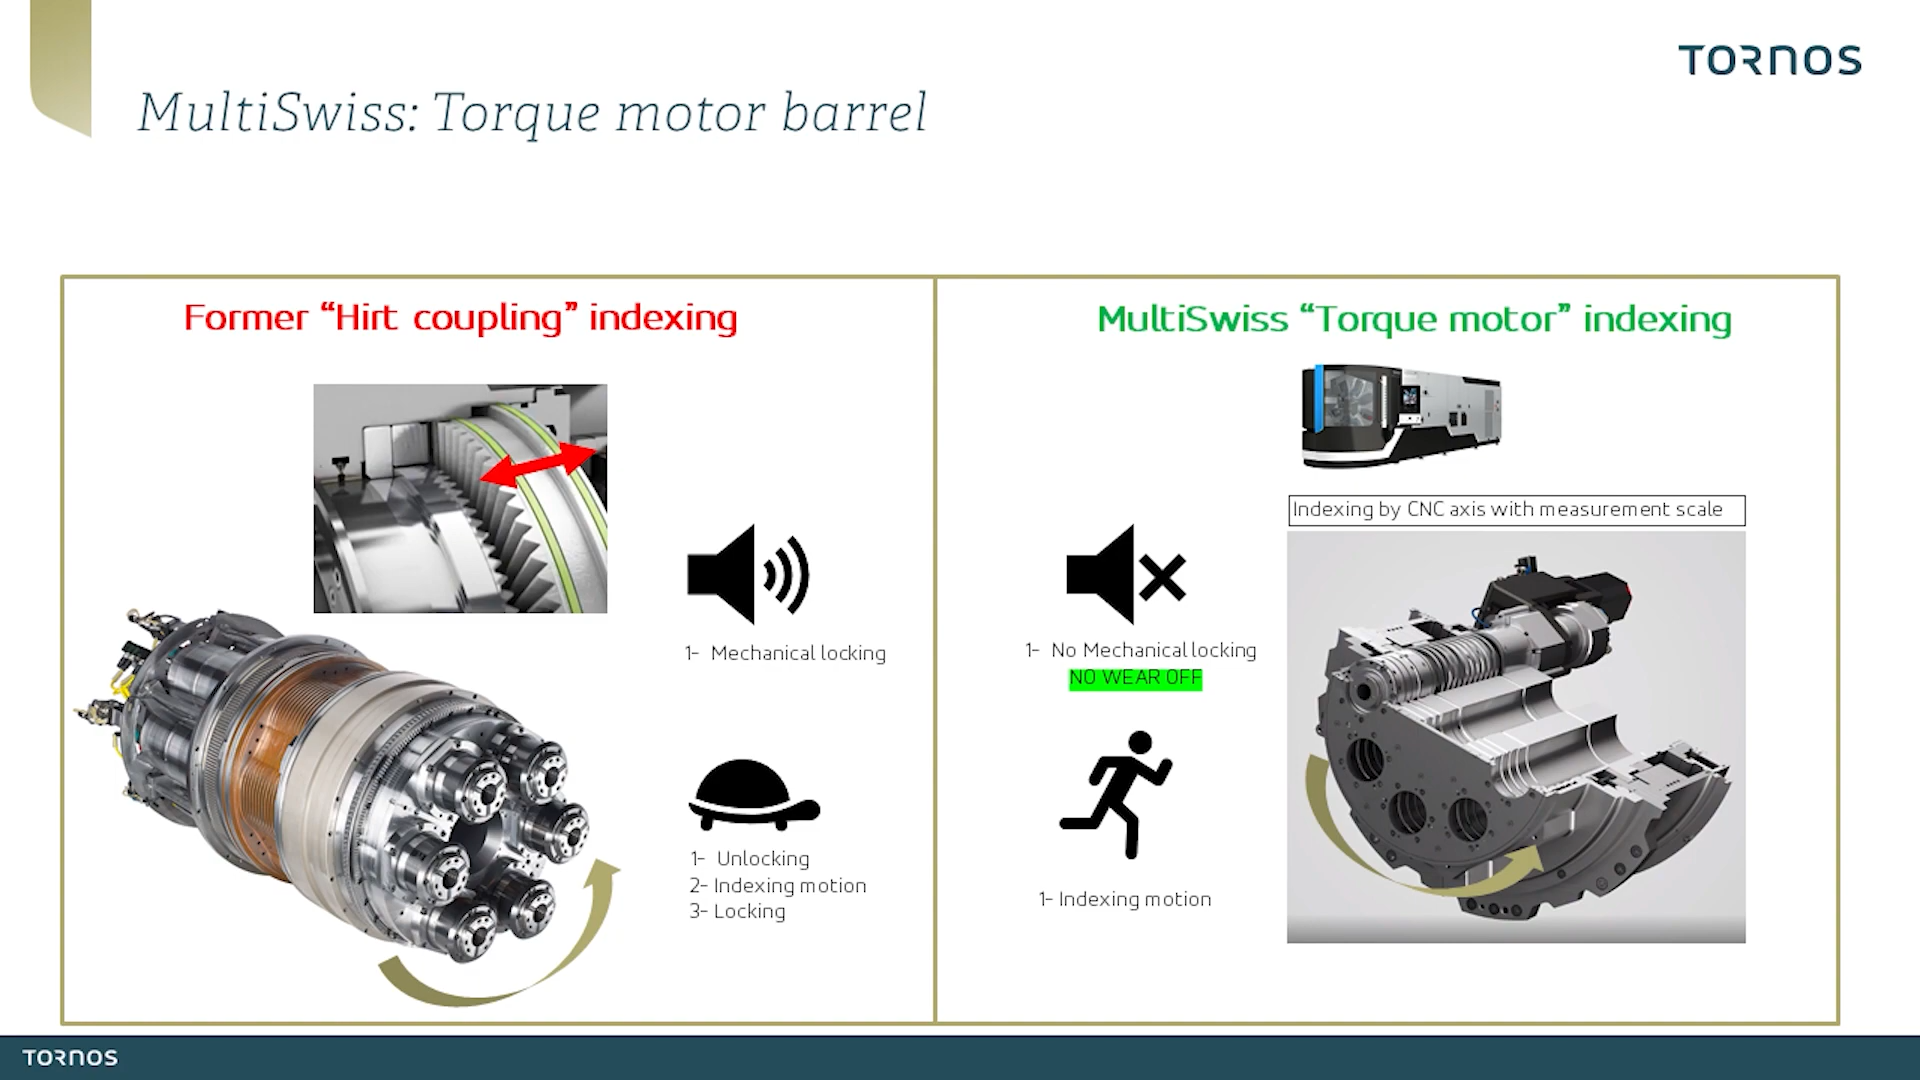 TORNOS
MultiSwiss: Torque motor barrel
Former “Hirt coupling” indexing
1- Mechanical locking
1- Unlocking
2- Indexing motion
3- Locking
MultiSwiss “Torque motor” indexing
Indexing by CNC axis with measurement scale
1- No Mechanical locking
NO WEAR OFF
1- Indexing motion
TORNOS